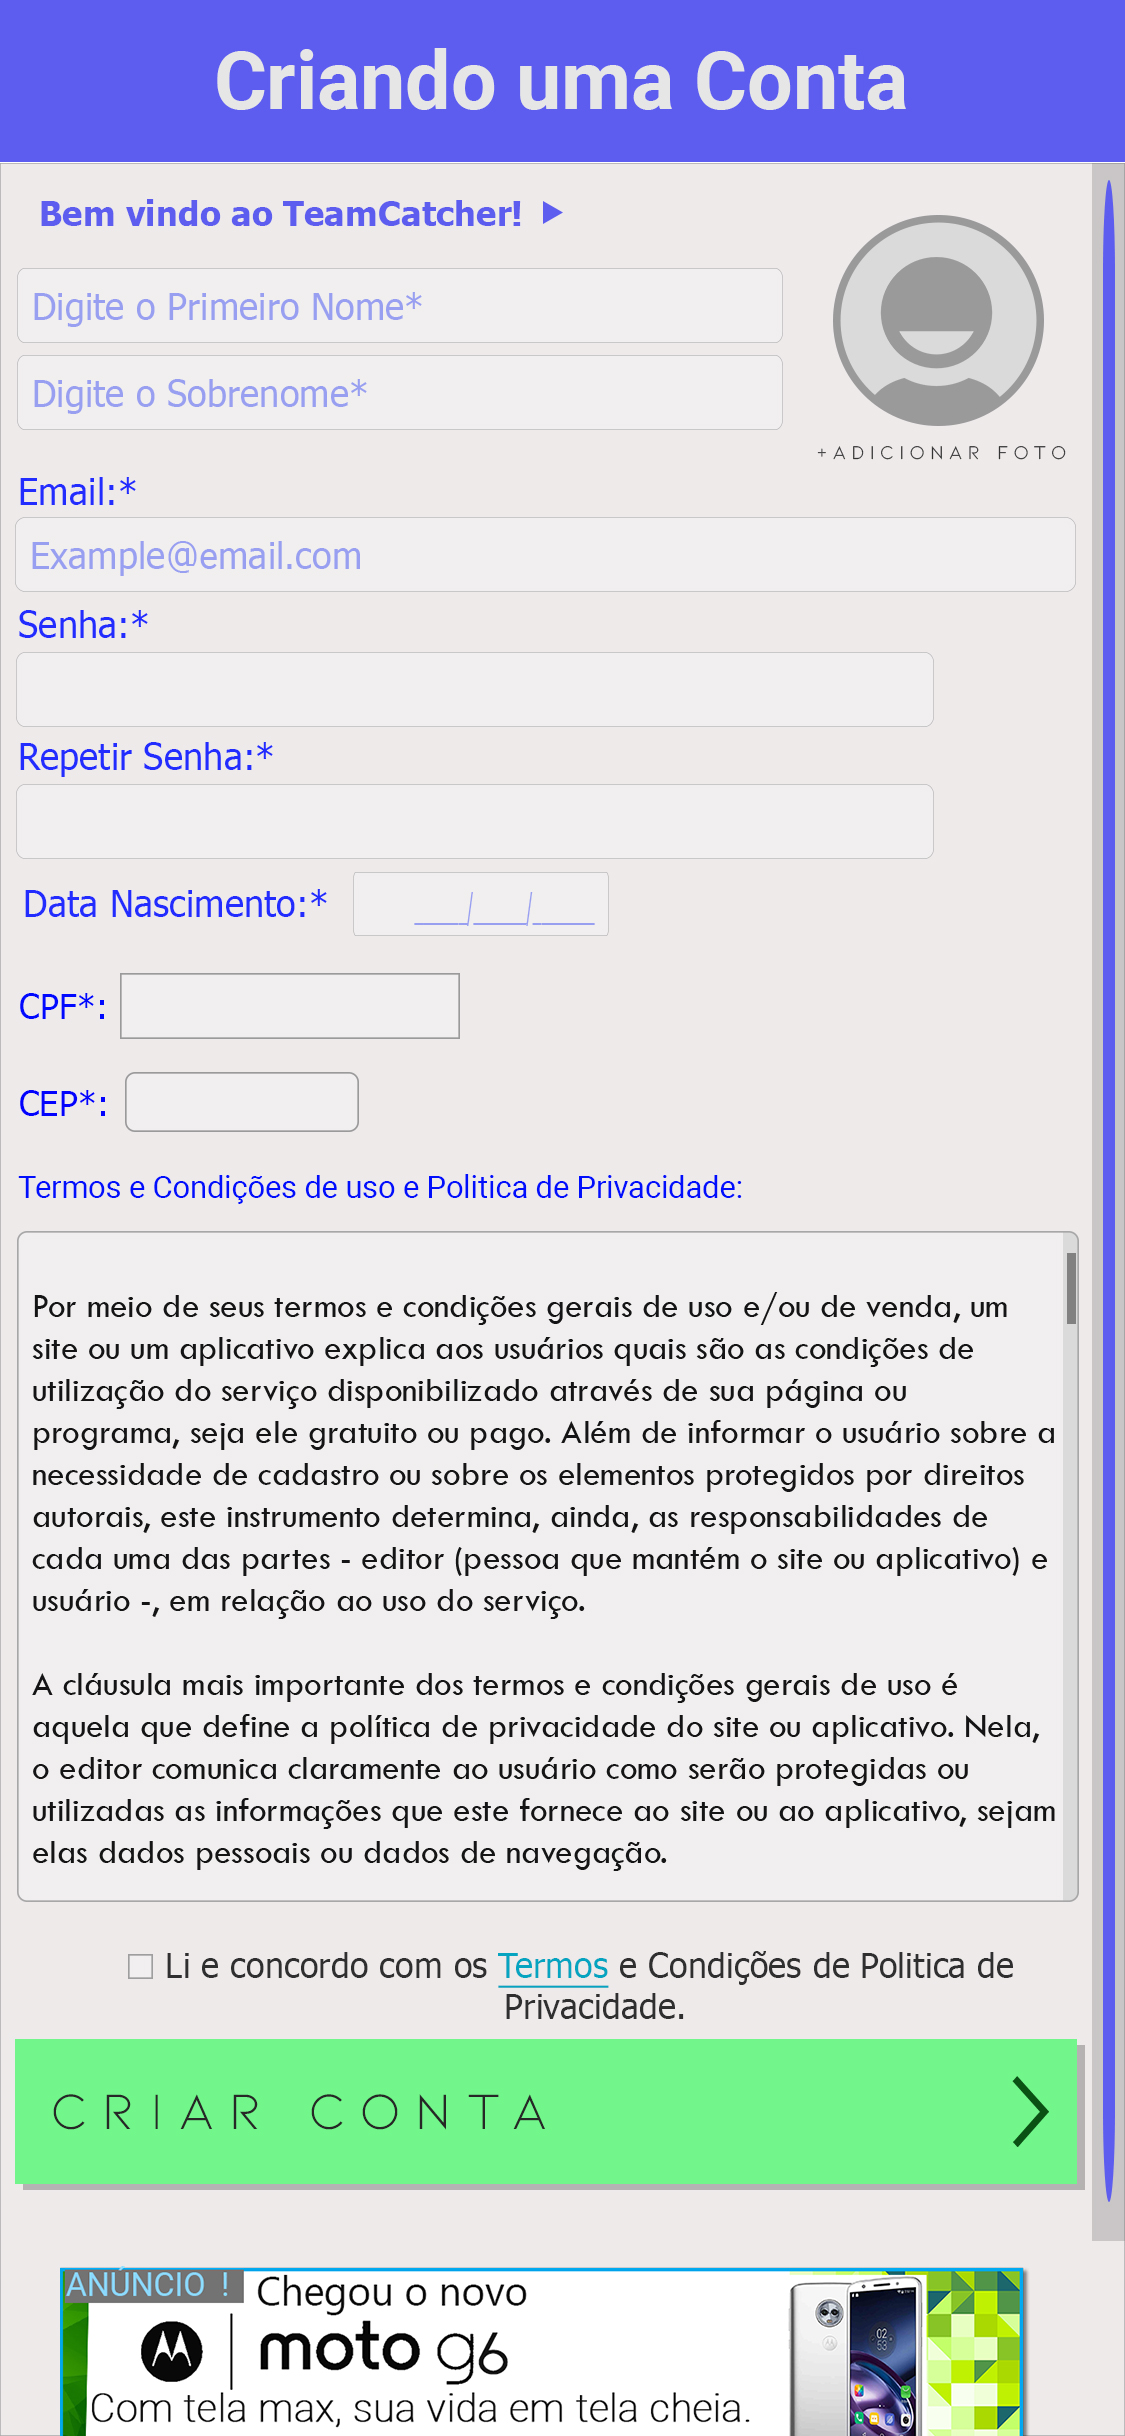 Criando uma Conta
Bem vindo ao TeamCatcher!
Digite o Primeiro Nome*
Digite o Sobrenome*
+ADICIONAR FOTO
Email:*
Example@email.com
Senha:*
Repetir Senha:*
Data Nascimento:* ___/___/____
CPF*:
CEP*:
Termos e Condições de uso e Politica de Privacidade:
Por meio de seus termos e condições gerais de uso e/ou de venda, um
site ou um aplicativo explica aos usuários quais são as condições de
utilização do serviço disponibilizado através de sua página ou
programa, seja ele gratuito ou pago. Além de informar o usuário sobre a
necessidade de cadastro ou sobre os elementos protegidos por direitos
autorais, este instrumento determina, ainda, as responsabilidades de
cada uma das partes - editor (pessoa que mantém o site ou aplicativo) e
usuário -, em relação ao uso do serviço.
A cláusula mais importante dos termos e condições gerais de uso é
aquela que define a política de privacidade do site ou aplicativo. Nela,
o editor comunica claramente ao usuário como serão protegidas ou
utilizadas as informações que este fornece ao site ou ao aplicativo, sejam
elas dados pessoais ou dados de navegação.
Li e concordo com os Termos e Condições de Politica de
Privacidade.
CRIAR CONTA
ANÚNCIO !
Chegou o novo
moto g6
Com tela max, sua vida em tela cheia.
02
53